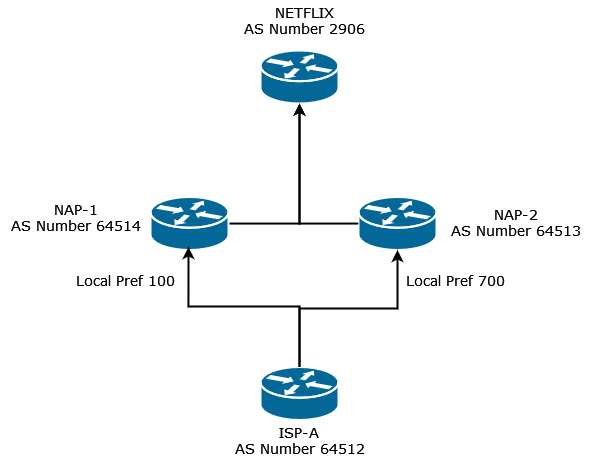 NETFLIX
AS Number 2906
NAP-1
AS Number 64514
NAP-2
AS Number 64513
Local Pref 100
Local Pref 700
ISP-A
AS Number 64512